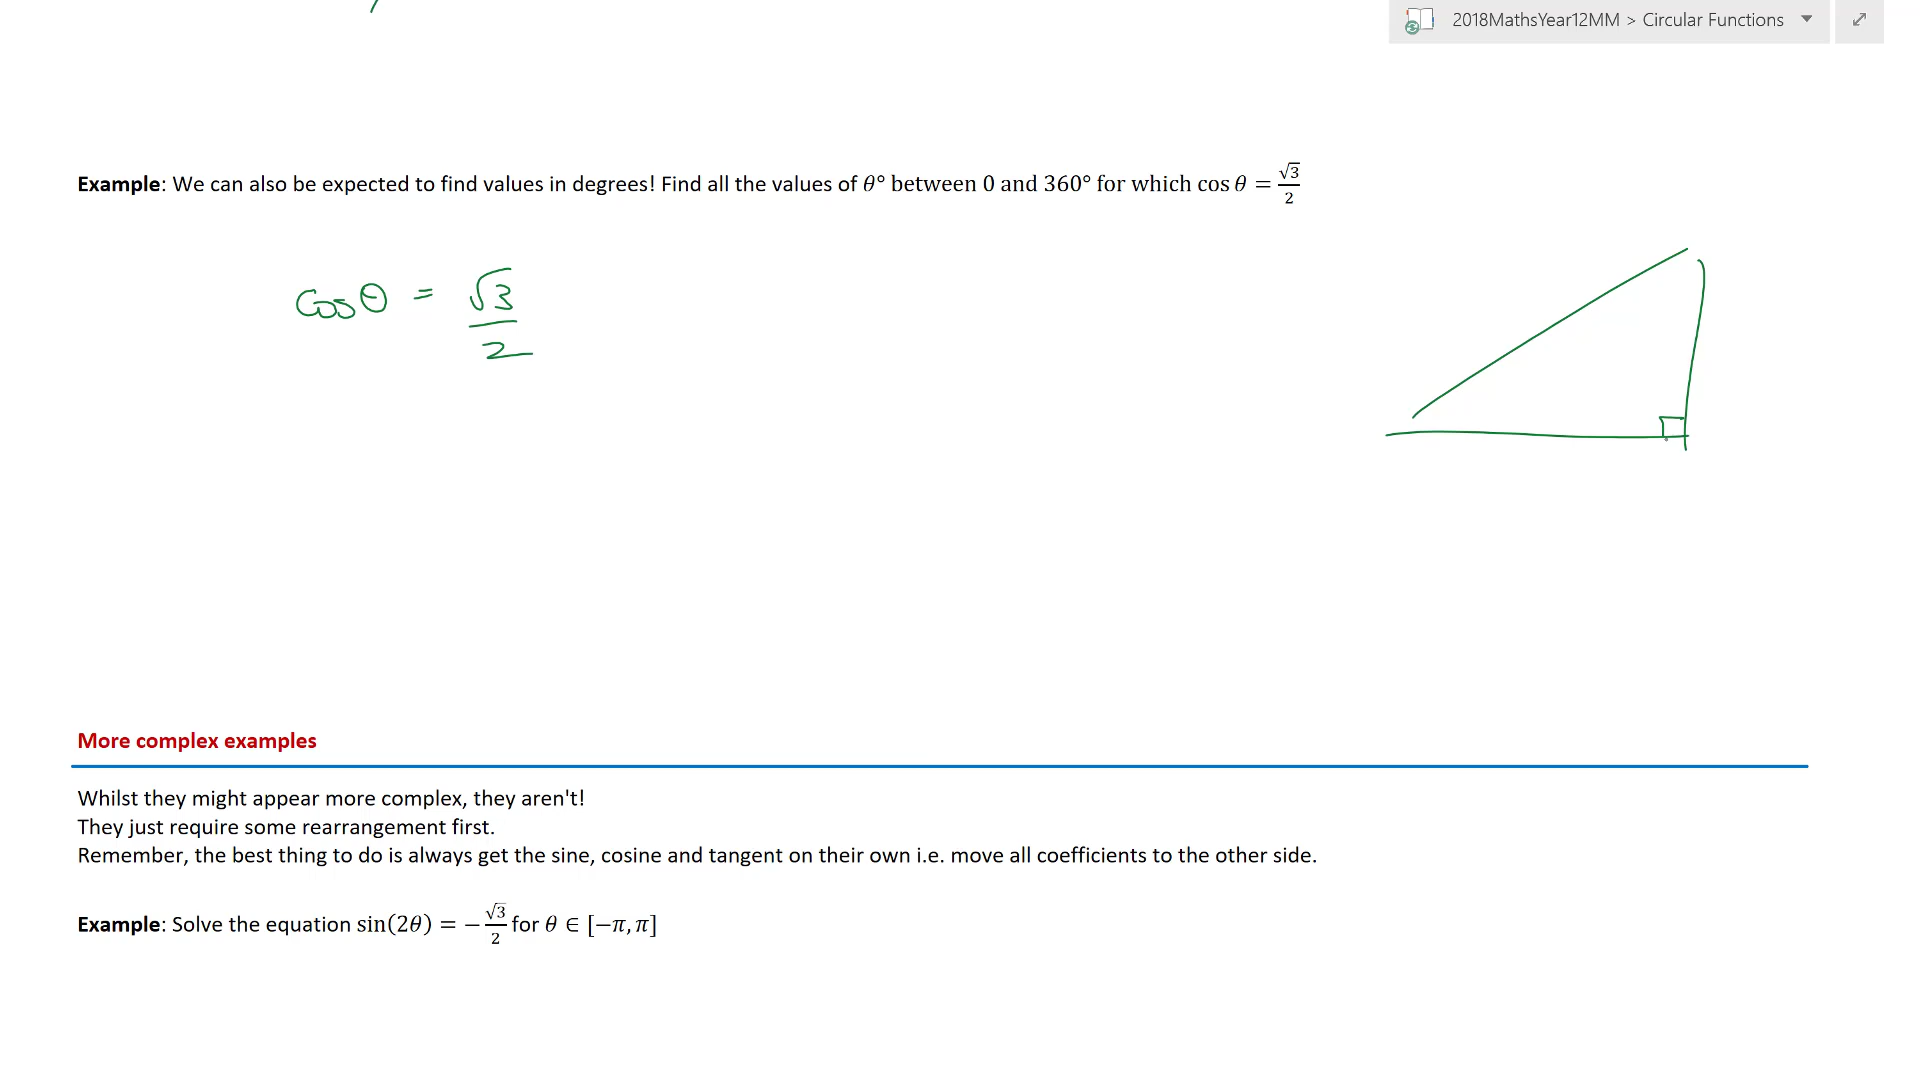 2018MathsYear12MM > Circular Functions
Example: We can also be expected to find values in degrees! Find all the values of θ° between 0 and 360° for which cos θ = √3/2
cos θ = √3/2
More complex examples
Whilst they might appear more complex, they aren't!
They just require some rearrangement first.
Remember, the best thing to do is always get the sine, cosine and tangent on their own i.e. move all coefficients to the other side.
Example: Solve the equation sin(2θ) = −√3/2 for θ ∈ [−π, π]